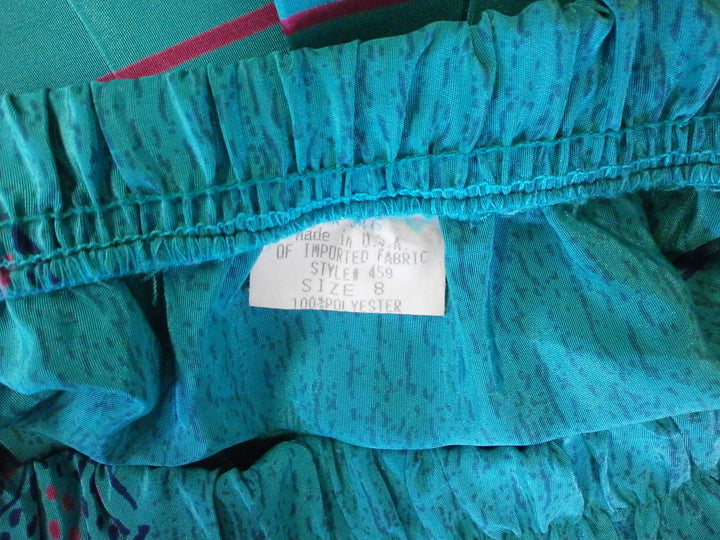 Made in U.S.A.
OF IMPORTED FABRIC
STYLE# 459
SIZE 8
100%POLYESTER